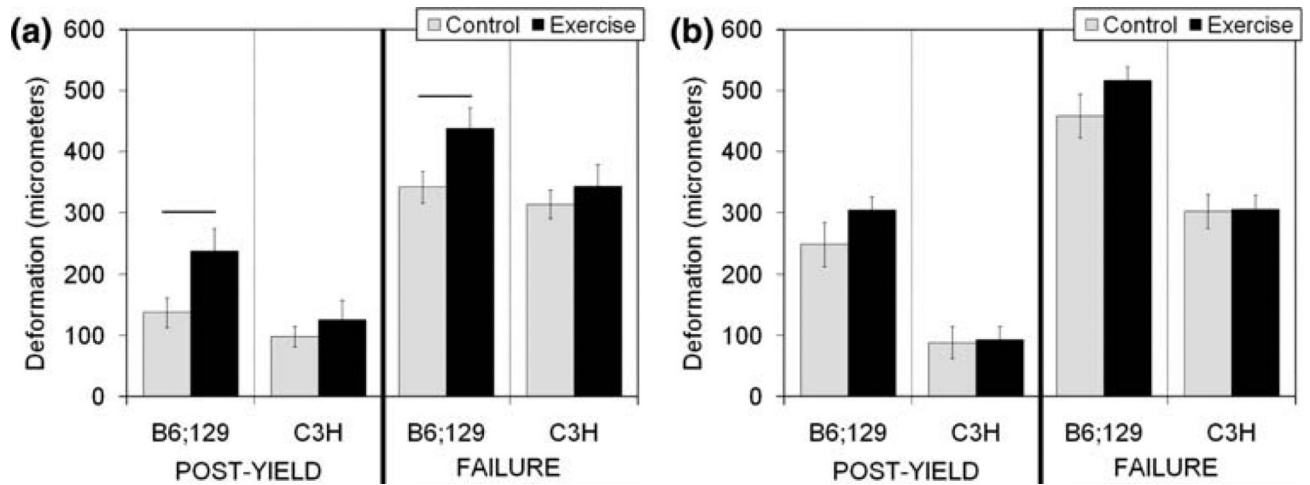 (a)
Deformation (micrometers)
600
500
400
300
200
100
0
Control Exercise
B6;129 C3H B6;129 C3H
POST-YIELD FAILURE
(b)
Deformation (micrometers)
600
500
400
300
200
100
0
Control Exercise
B6;129 C3H B6;129 C3H
POST-YIELD FAILURE